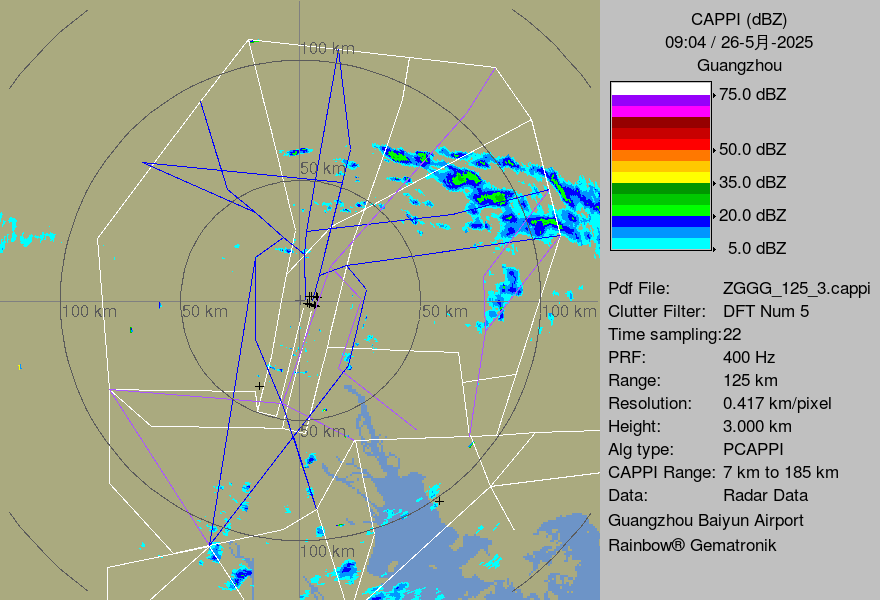 CAPPI (dBZ)
09:04 / 26-5月-2025
Guangzhou
75.0 dBZ
50.0 dBZ
35.0 dBZ
20.0 dBZ
5.0 dBZ
100 km
50 km
100 km
50 km
50 km
100 km
50 km
100 km
Pdf File: ZGGG_125_3.cappi
Clutter Filter: DFT Num 5
Time sampling:22
PRF: 400 Hz
Range: 125 km
Resolution: 0.417 km/pixel
Height: 3.000 km
Alg type: PCAPPI
CAPPI Range: 7 km to 185 km
Data: Radar Data
Guangzhou Baiyun Airport
Rainbow® Gematronik